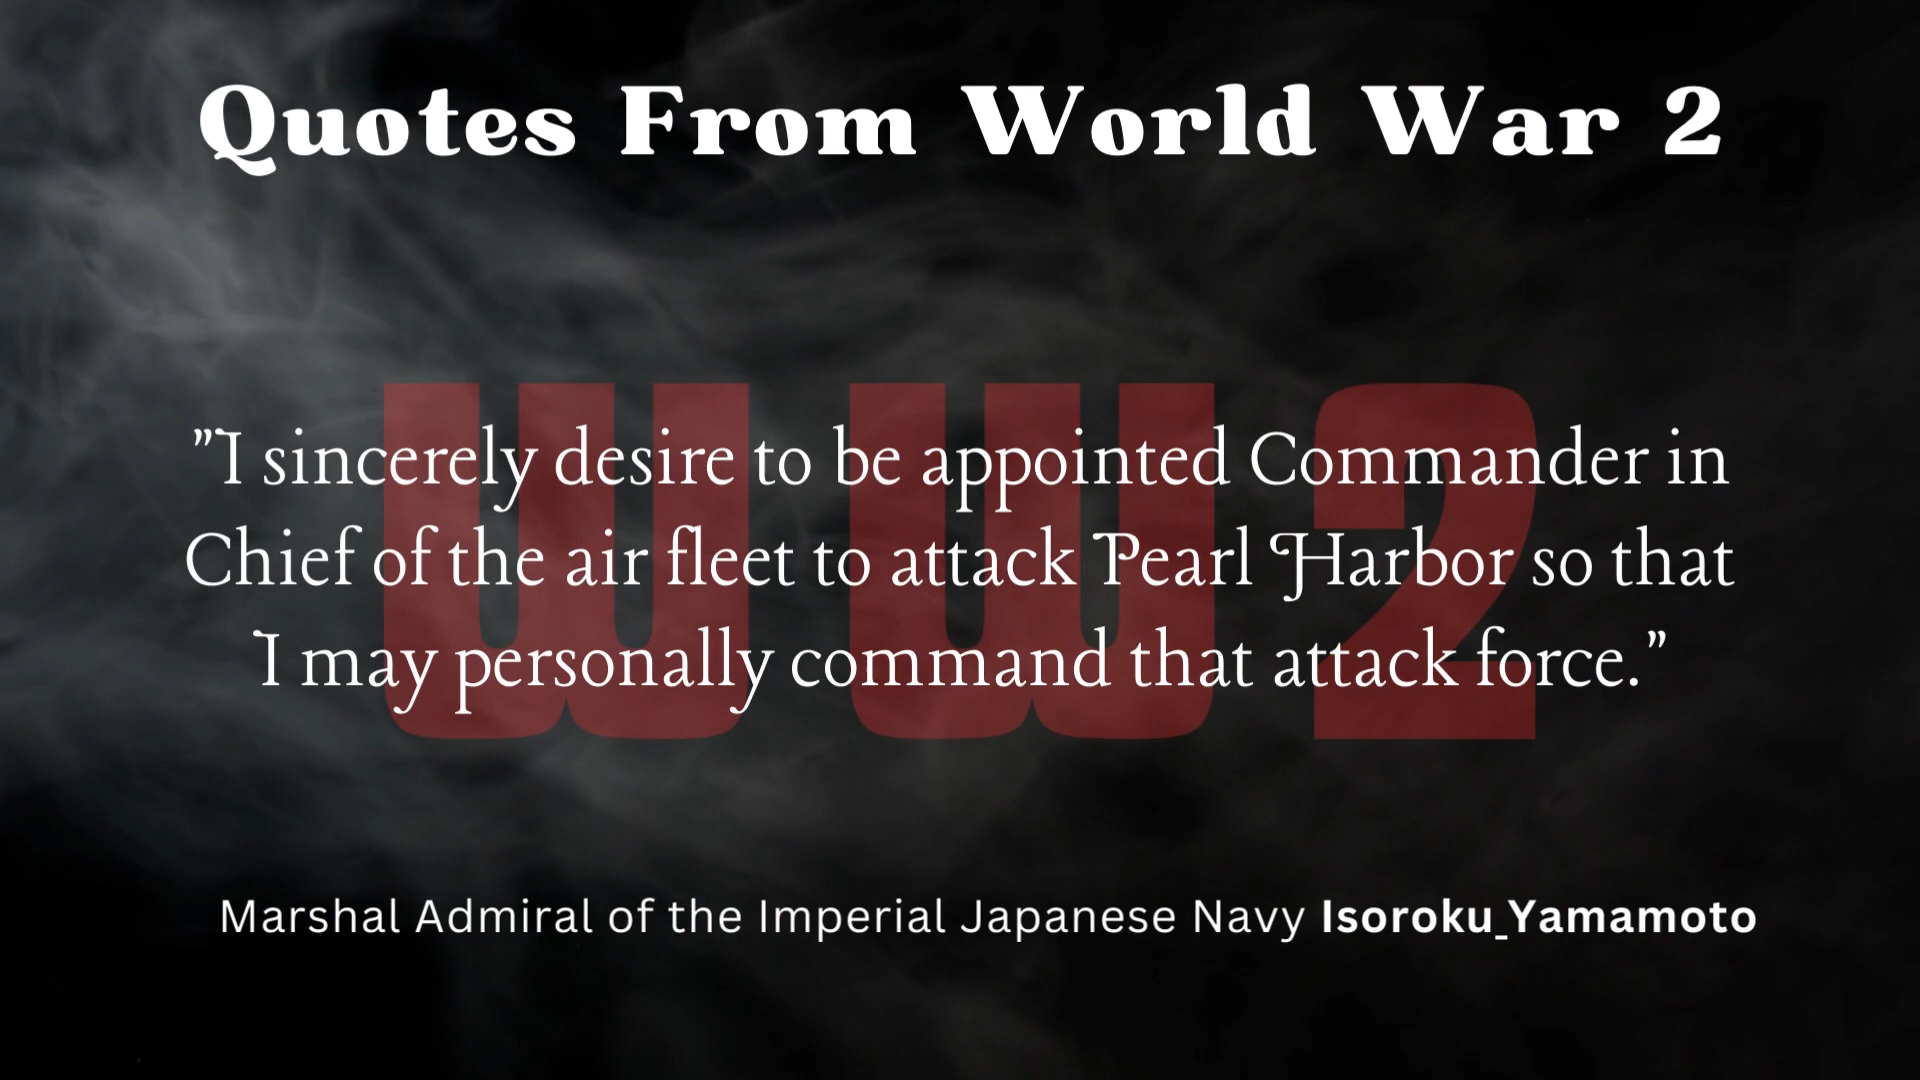 Quotes From World War 2
WW2
"I sincerely desire to be appointed Commander in
Chief of the air fleet to attack Pearl Harbor so that
I may personally command that attack force."
Marshal Admiral of the Imperial Japanese Navy Isoroku_Yamamoto